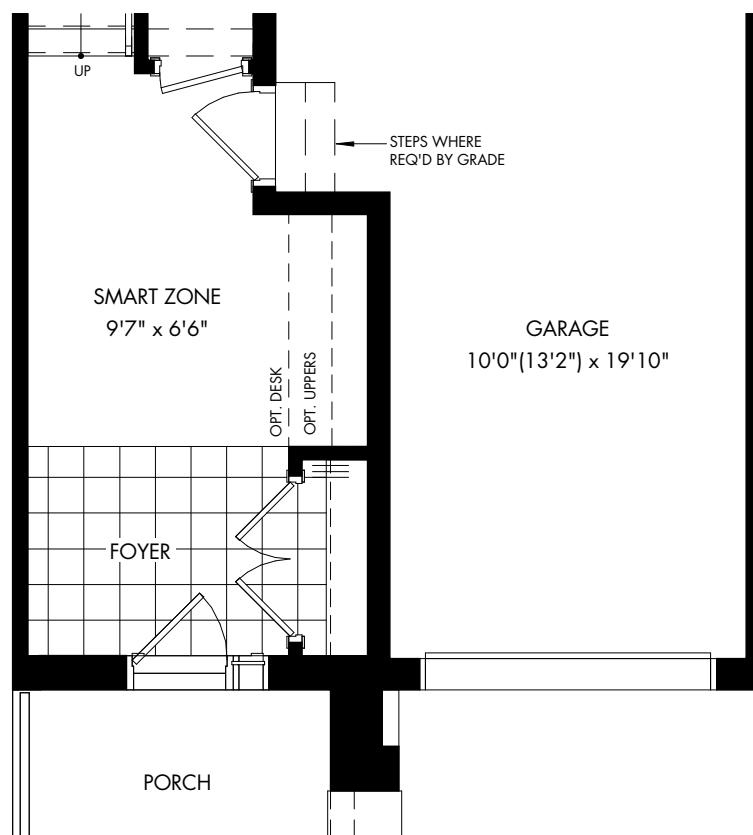 UP
STEPS WHERE
REQ'D BY GRADE
SMART ZONE
9'7" x 6'6"
GARAGE
10'0"(13'2") x 19'10"
OPT. DESK
OPT. UPPERS
FOYER
PORCH